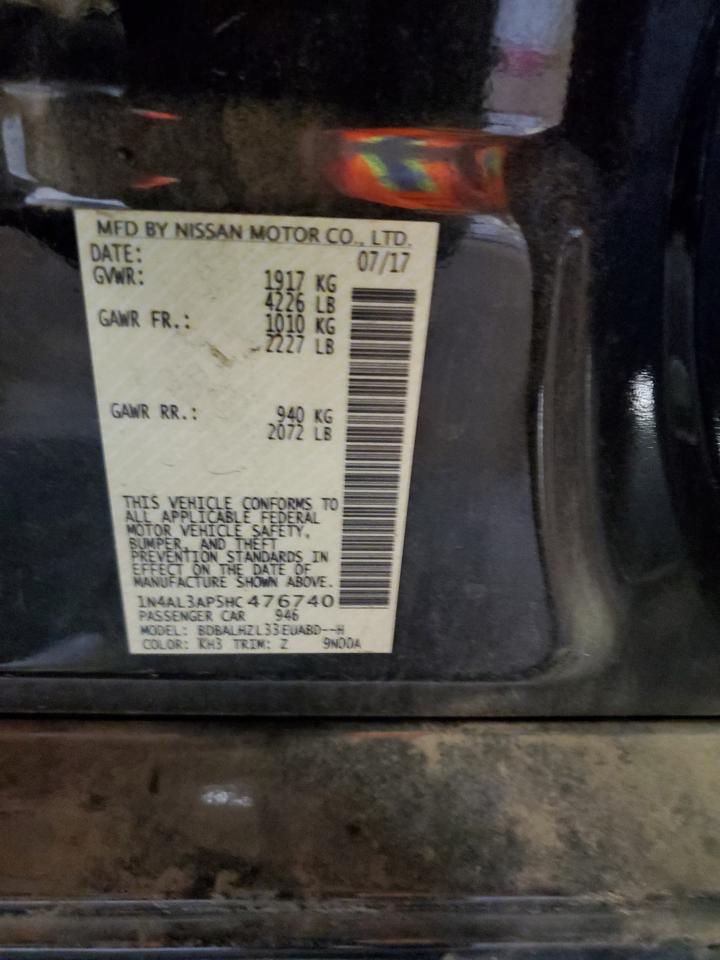 MFD BY NISSAN MOTOR CO., LTD.
DATE: 07/17
GVWR: 1917 KG
4226 LB
GAWR FR.: 1010 KG
2227 LB
GAWR RR.: 940 KG
2072 LB
THIS VEHICLE CONFORMS TO
ALL APPLICABLE FEDERAL
MOTOR VEHICLE SAFETY,
BUMPER, AND THEFT
PREVENTION STANDARDS IN
EFFECT ON THE DATE OF
MANUFACTURE SHOWN ABOVE.
1N4AL3AP5HC476740
PASSENGER CAR 946
MODEL: BDBALHZL33EUABD--H
COLOR: KH3 TRIM: Z 9N00A